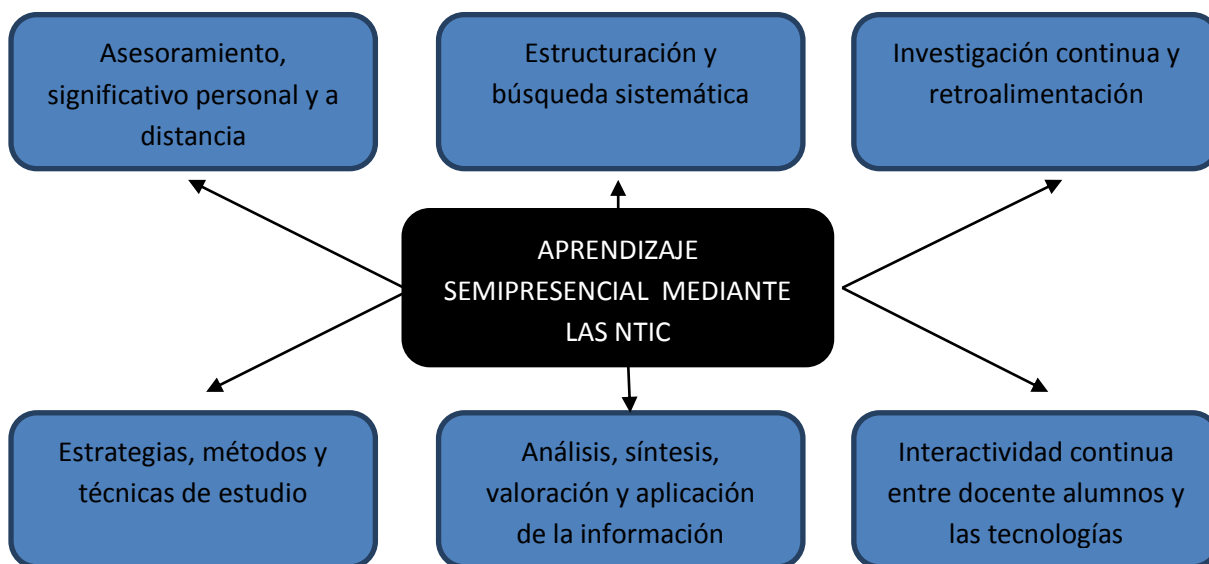 Asesoramiento,
significativo personal y a
distancia
Estructuración y
búsqueda sistemática
Investigación continua y
retroalimentación
APRENDIZAJE
SEMIPRESENCIAL MEDIANTE
LAS NTIC
Estrategias, métodos y
técnicas de estudio
Análisis, síntesis,
valoración y aplicación
de la información
Interactividad continua
entre docente alumnos y
las tecnologías